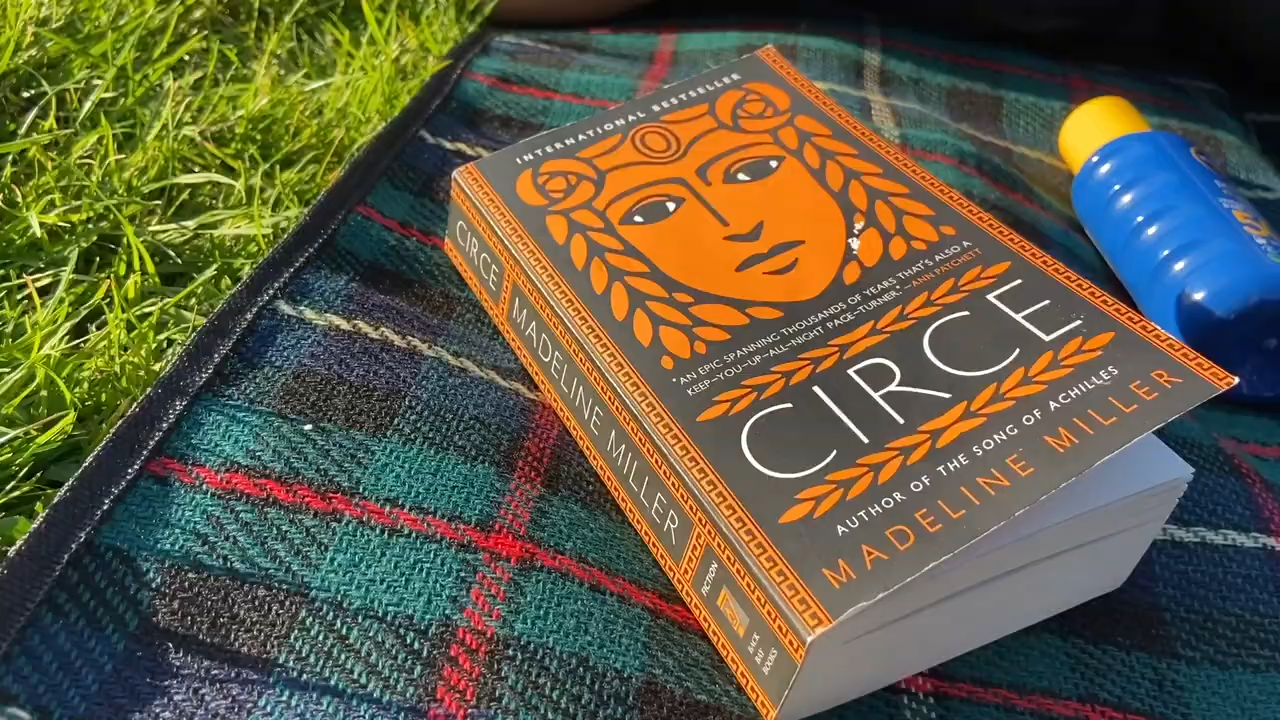 INTERNATIONAL BESTSELLER
"AN EPIC SPANNING THOUSANDS OF YEARS THAT'S ALSO A
KEEP-YOU-UP-ALL-NIGHT PAGE-TURNER." —ANN PATCHETT
CIRCE
AUTHOR OF THE SONG OF ACHILLES
MADELINE MILLER
CIRCE
MADELINE MILLER
FICTION
BACK
BAY
BOOKS